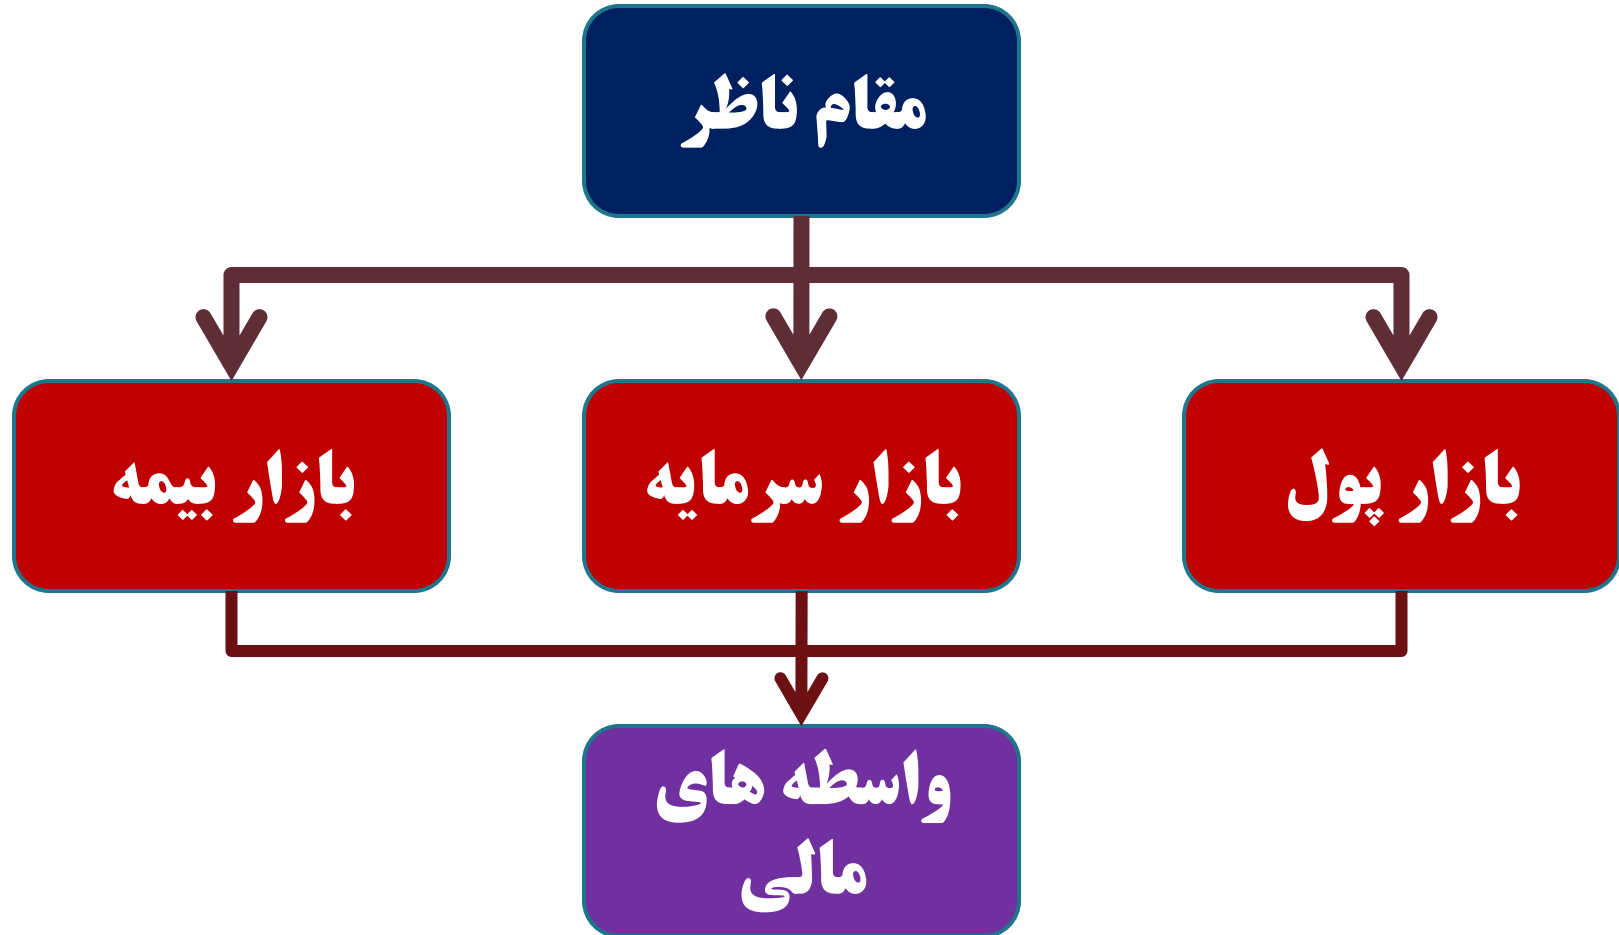 مقام ناظر
بازار پول
بازار سرمایه
بازار بیمه
واسطه های
مالی